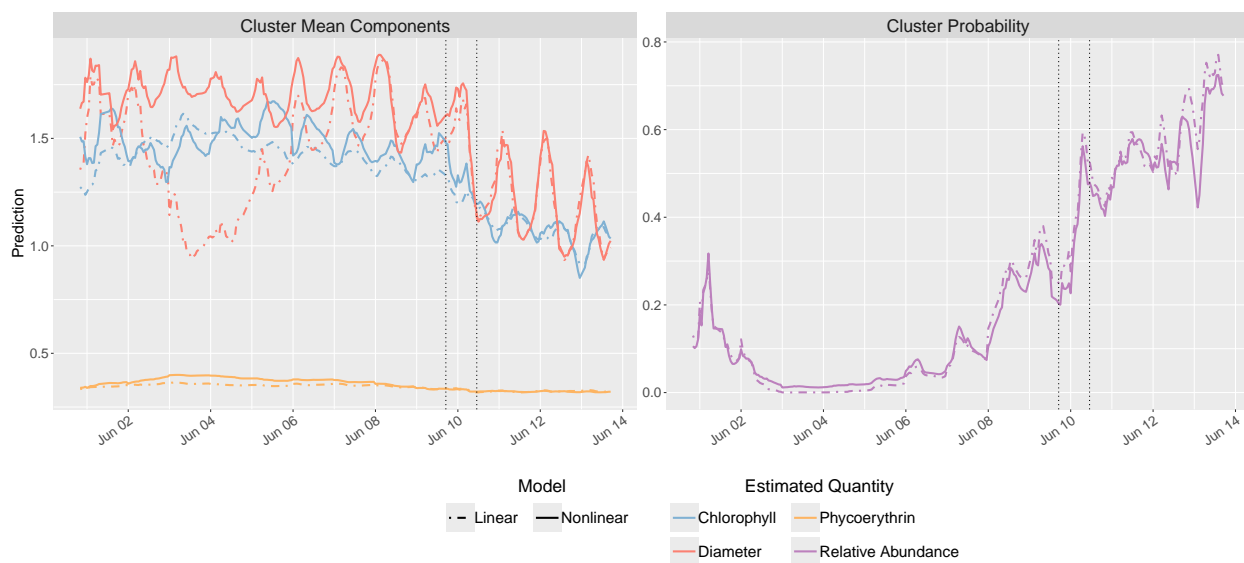 Cluster Mean Components
Cluster Probability
Prediction
1.5
1.0
0.5
0.8
0.6
0.4
0.2
0.0
Jun 02
Jun 04
Jun 06
Jun 08
Jun 10
Jun 12
Jun 14
Jun 02
Jun 04
Jun 06
Jun 08
Jun 10
Jun 12
Jun 14
Model
Linear
Nonlinear
Estimated Quantity
Chlorophyll
Phycoerythrin
Diameter
Relative Abundance